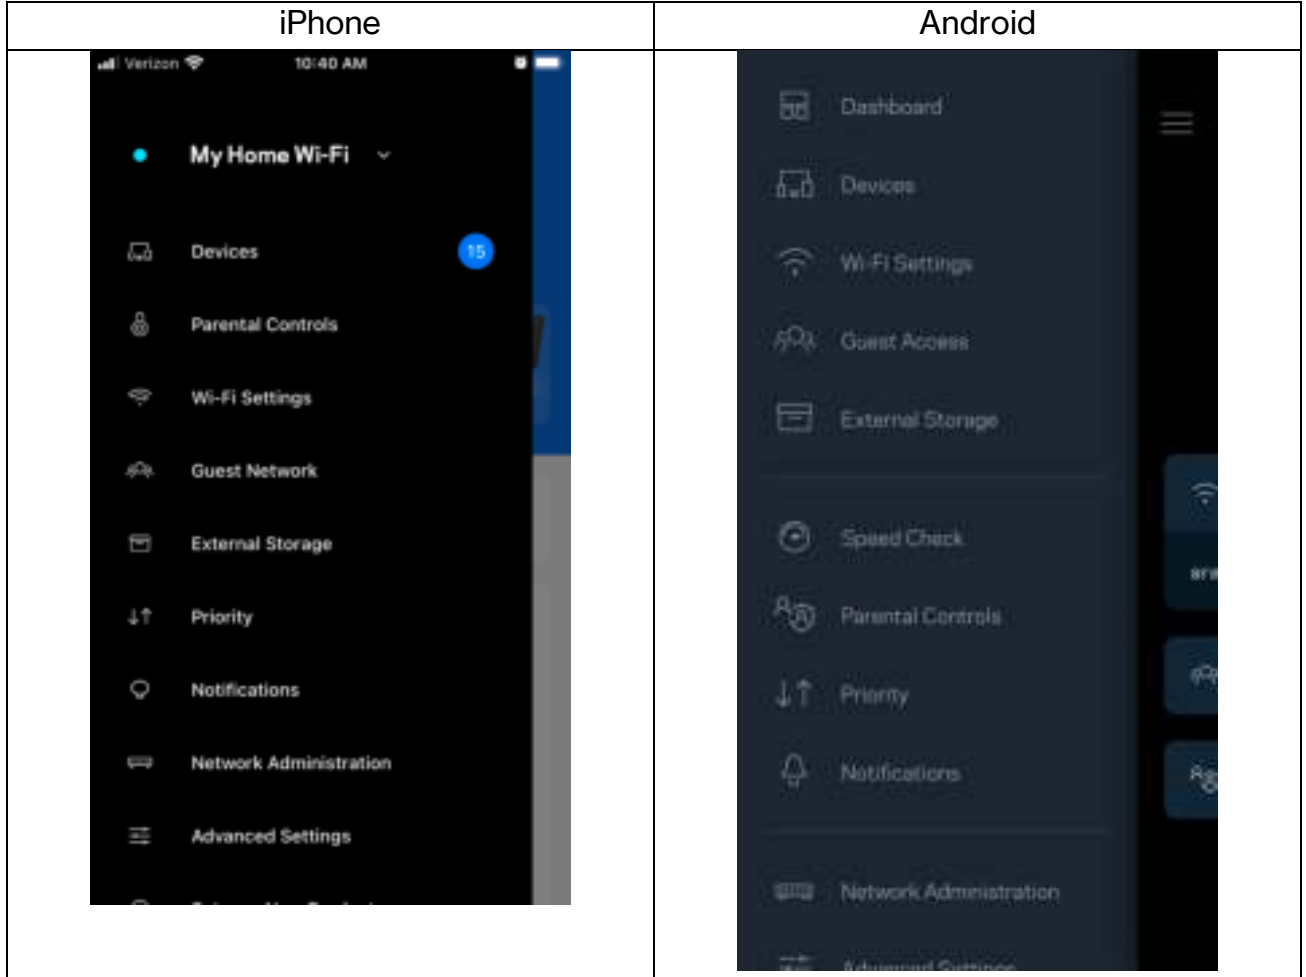 iPhone
Android
Verizon
10:40 AM
My Home Wi-Fi
Devices
15
Parental Controls
Wi-Fi Settings
Guest Network
External Storage
Priority
Notifications
Network Administration
Advanced Settings
Dashboard
Devices
Wi-Fi Settings
Guest Access
External Storage
Speed Check
Parental Controls
Priority
Notifications
Network Administration
Advanced Settings